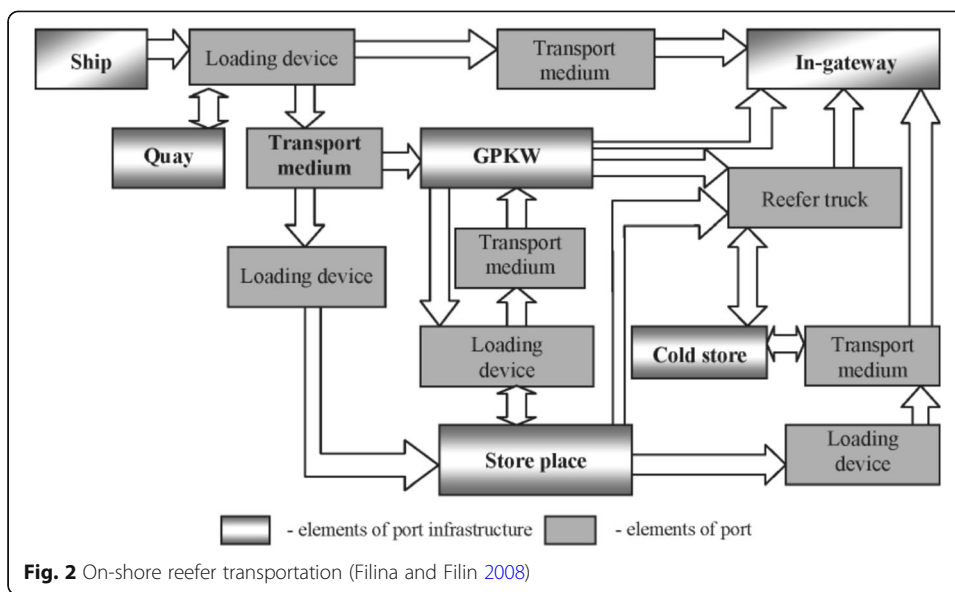 Ship
Loading device
Transport
medium
In-gateway
Quay
Transport
medium
GPKW
Reefer truck
Transport
medium
Loading device
Loading
device
Cold store
Transport
medium
Store place
Loading
device
- elements of port infrastructure
- elements of port
Fig. 2 On-shore reefer transportation (Filina and Filin 2008)